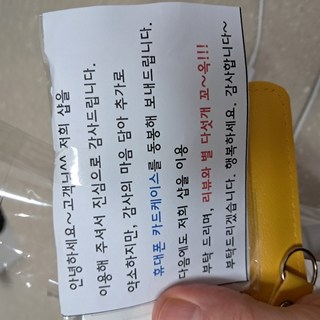 안녕하세요~고객님^^ 저희 샵을
이용해 주셔서 진심으로 감사드립니다.
약소하지만, 감사의 마음 담아 추가로
휴대폰 카드케이스를 동봉해 보내드립니다.
다음에도 저희 샵을 이용
부탁 드리며, 리뷰와 별 다섯개 꼬~옥!!!
부탁드리겠습니다. 행복하세요. 감사합니다~